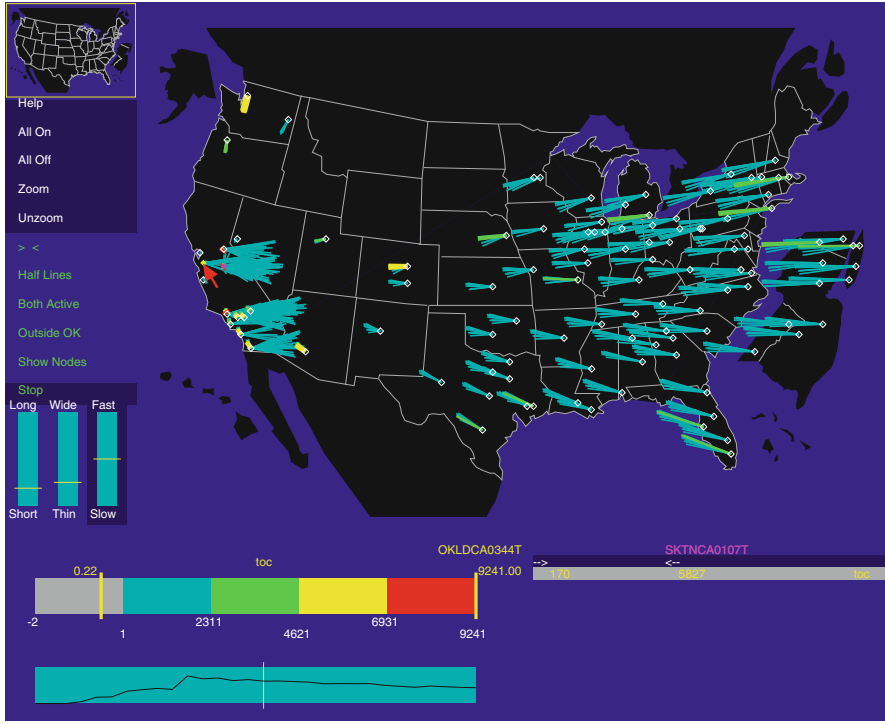 Help
All On
All Off
Zoom
Unzoom
> <
Half Lines
Both Active
Outside OK
Show Nodes
Stop
Long Wide Fast
Short Thin Slow
OKLDCA0344T SKTNCA0107T
toc --> <--
0.22 9241.00 170 5827 toc
-2 2311 6931
1 4621 9241